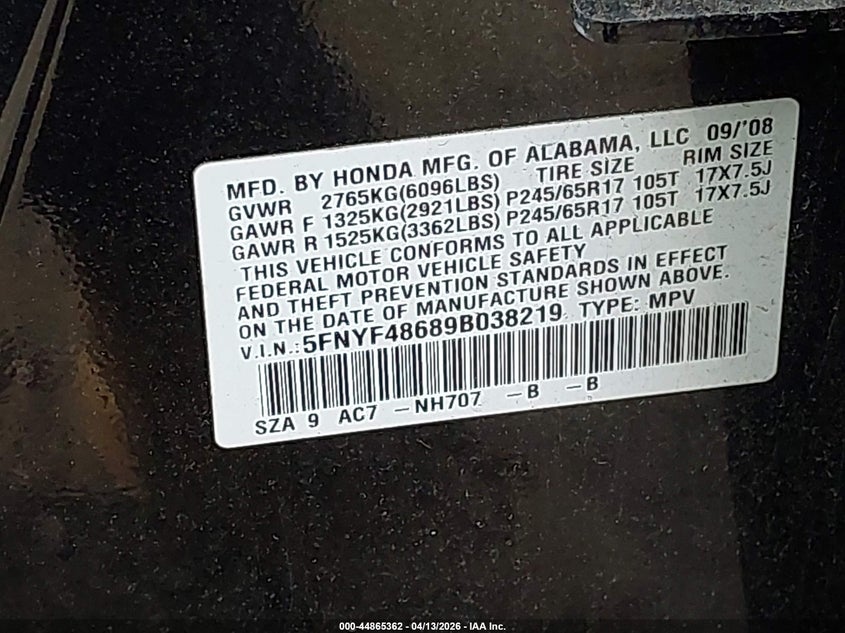 MFD. BY HONDA MFG. OF ALABAMA, LLC 09/'08
GVWR 2765KG(6096LBS) TIRE SIZE RIM SIZE
GAWR F 1325KG(2921LBS) P245/65R17 105T 17X7.5J
GAWR R 1525KG(3362LBS) P245/65R17 105T 17X7.5J
THIS VEHICLE CONFORMS TO ALL APPLICABLE
FEDERAL MOTOR VEHICLE SAFETY
AND THEFT PREVENTION STANDARDS IN EFFECT
ON THE DATE OF MANUFACTURE SHOWN ABOVE.
V.I.N.:5FNYF48689B038219 TYPE: MPV
SZA 9 AC7 -NH707 -B -B
000-44865362 - 04/13/2026 - IAA Inc.